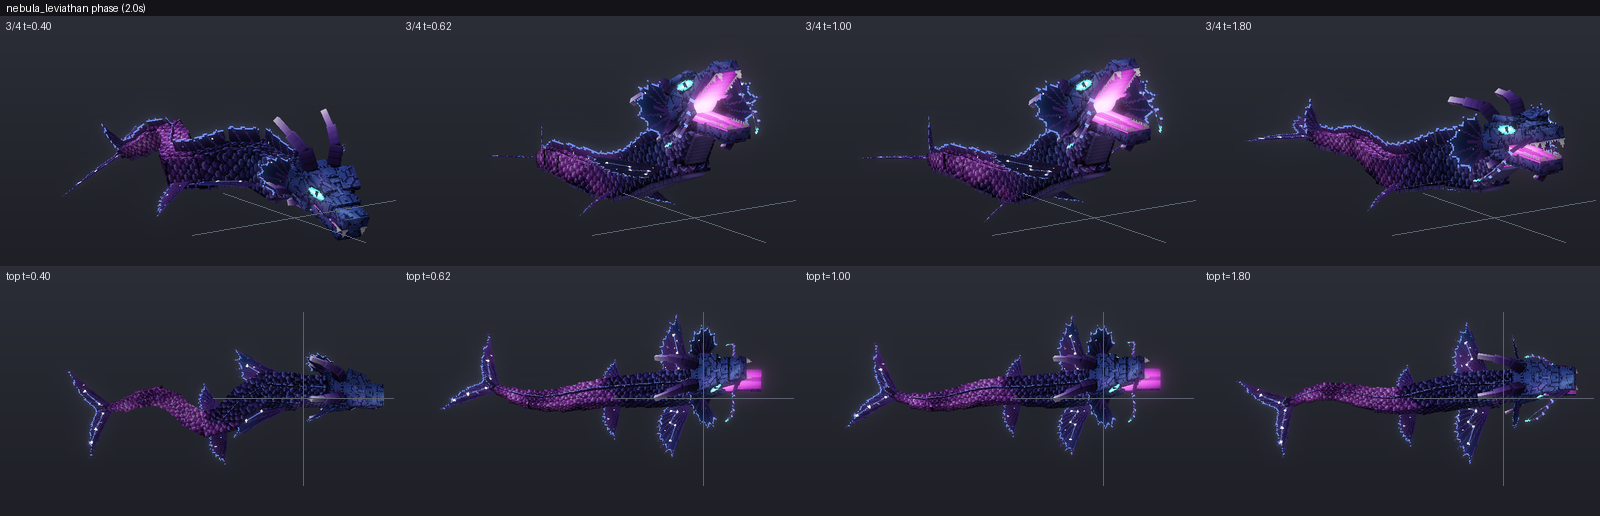 nebula_leviathan phase (2.0s)
3/4 t=0.40
3/4 t=0.62
3/4 t=1.00
3/4 t=1.80
top t=0.40
top t=0.62
top t=1.00
top t=1.80